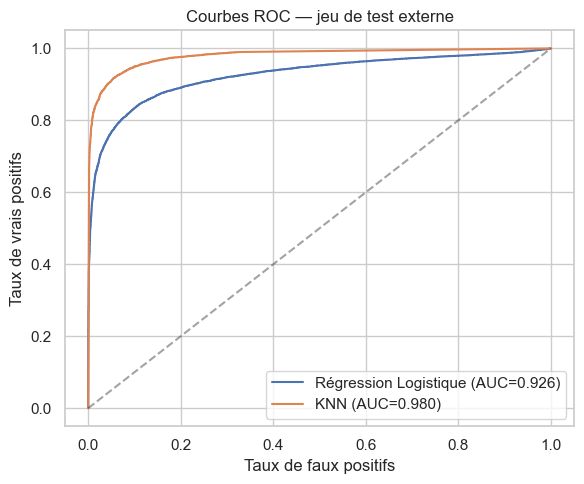 Courbes ROC — jeu de test externe
Taux de vrais positifs
1.0
0.8
0.6
0.4
0.2
0.0
0.0 0.2 0.4 0.6 0.8 1.0
Taux de faux positifs
Régression Logistique (AUC=0.926)
KNN (AUC=0.980)